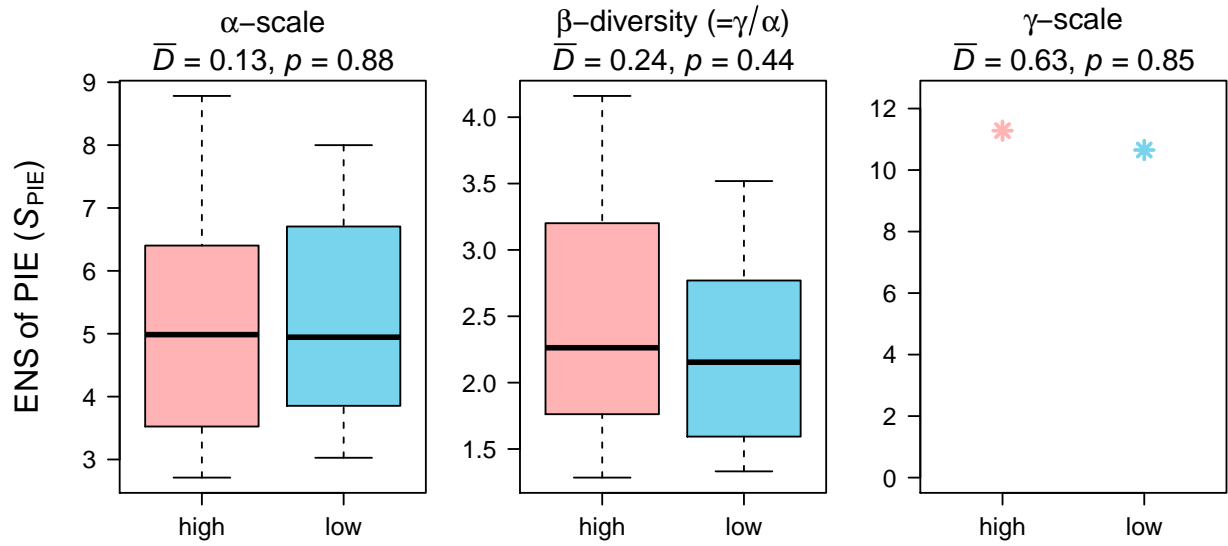 α−scale
D̅ = 0.13, p = 0.88
β−diversity (=γ/α)
D̅ = 0.24, p = 0.44
γ−scale
D̅ = 0.63, p = 0.85
ENS of PIE (S_PIE)
9
8
7
6
5
4
3
high
low
4.0
3.5
3.0
2.5
2.0
1.5
high
low
12
10
8
6
4
2
0
high
low